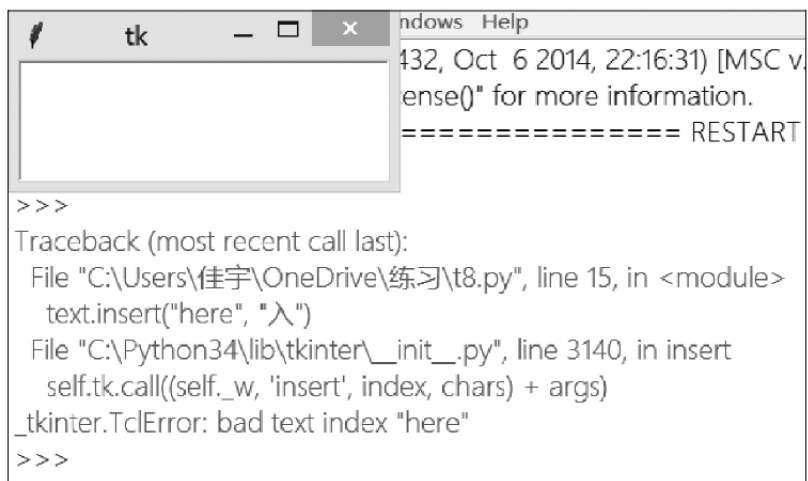 tk
ndows Help
432, Oct 6 2014, 22:16:31) [MSC v.
ense()" for more information.
=============== RESTART
>>>
Traceback (most recent call last):
File "C:\Users\佳宇\OneDrive\练习\t8.py", line 15, in <module>
text.insert("here", "入")
File "C:\Python34\lib\tkinter\__init__.py", line 3140, in insert
self.tk.call((self._w, 'insert', index, chars) + args)
_tkinter.TclError: bad text index "here"
>>>